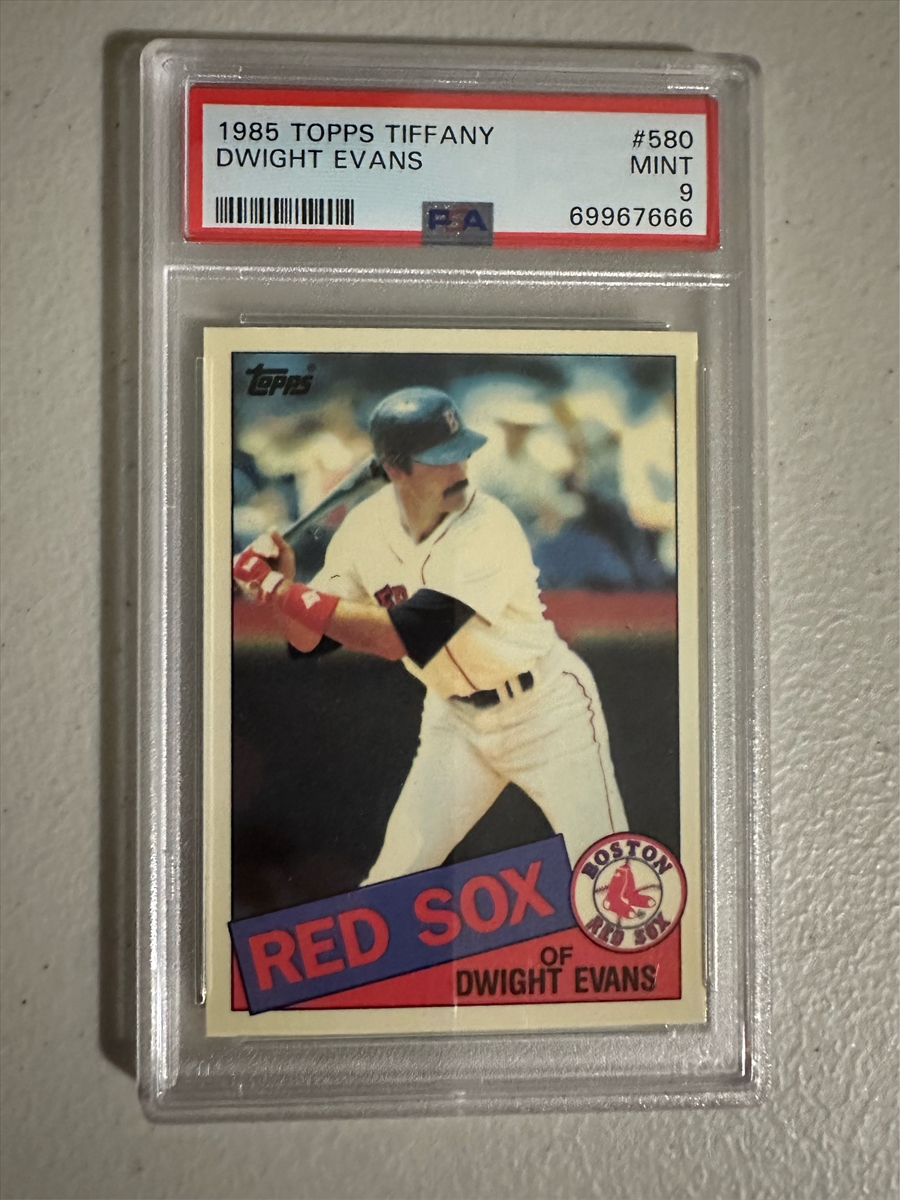 1985 TOPPS TIFFANY #580
DWIGHT EVANS MINT
9
PSA 69967666
Topps®
B
BOSTON
RED SOX
RED SOX
OF
DWIGHT EVANS